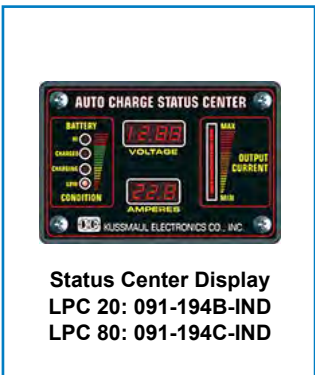 AUTO CHARGE STATUS CENTER
BATTERY
HI
CHARGED
CHARGING
LOW
CONDITION
12.88
VOLTAGE
22.8
AMPERES
MAX
OUTPUT
CURRENT
MIN
KUSSMAUL ELECTRONICS CO., INC.
Status Center Display
LPC 20: 091-194B-IND
LPC 80: 091-194C-IND